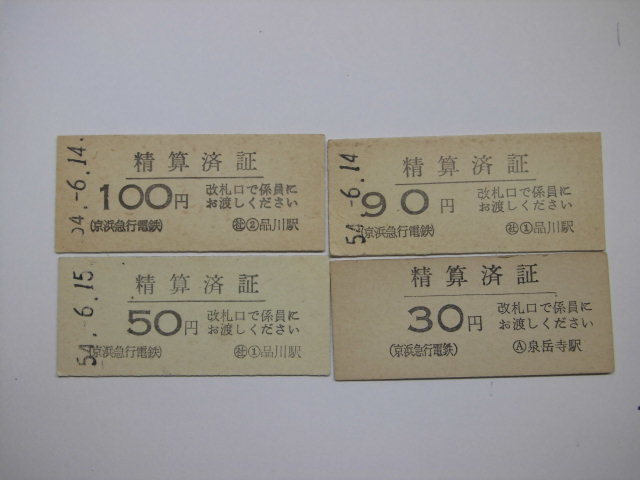 54.-6.14.
精算済証
100円
改札口で係員に
お渡しください
(京浜急行電鉄)
㊓②品川駅
54.-6.14
精算済証
90円
改札口で係員に
お渡しください
(京浜急行電鉄)
①品川駅
54.-6.15
精算済証
50円
改札口で係員に
お渡しください
(京浜急行電鉄)
①品川駅
精算済証
30円
改札口で係員に
お渡しください
(京浜急行電鉄)
Ⓐ泉岳寺駅